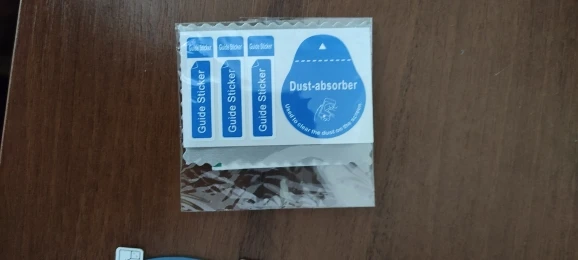 Guide Sticker
Guide Sticker
Guide Sticker
Guide Sticker
Guide Sticker
Guide Sticker
Dust-absorber
Used to clear the dust on the screen